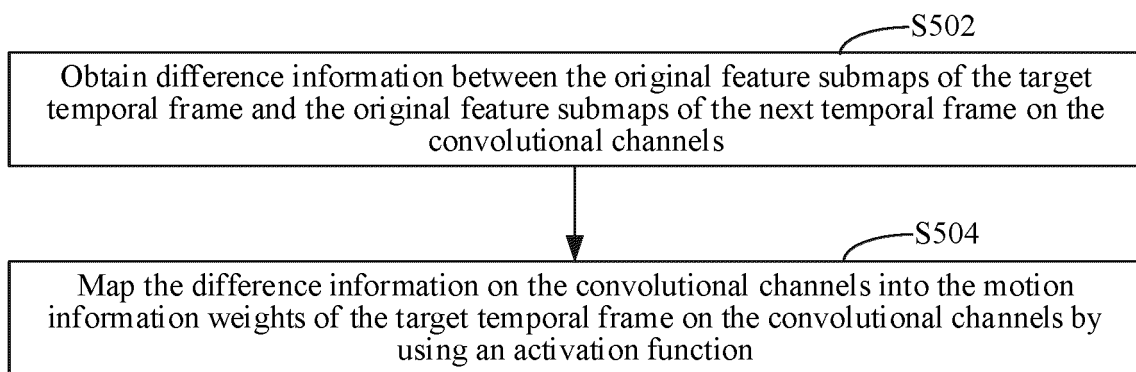 S502
Obtain difference information between the original feature submaps of the target
temporal frame and the original feature submaps of the next temporal frame on the
convolutional channels
S504
Map the difference information on the convolutional channels into the motion
information weights of the target temporal frame on the convolutional channels by
using an activation function